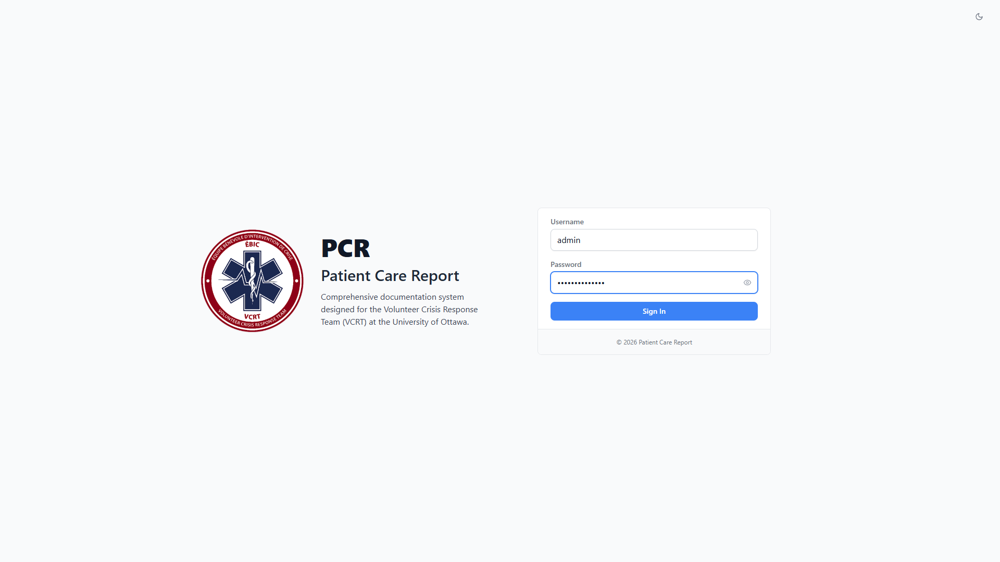 ÉQUIPE BÉNÉVOLE D'INTERVENTION DE CRISE
ÉBIC
VCRT
VOLUNTEER CRISIS RESPONSE TEAM
PCR
Patient Care Report
Comprehensive documentation system
designed for the Volunteer Crisis Response
Team (VCRT) at the University of Ottawa.
Username
admin
Password
••••••••••••••
Sign In
© 2026 Patient Care Report